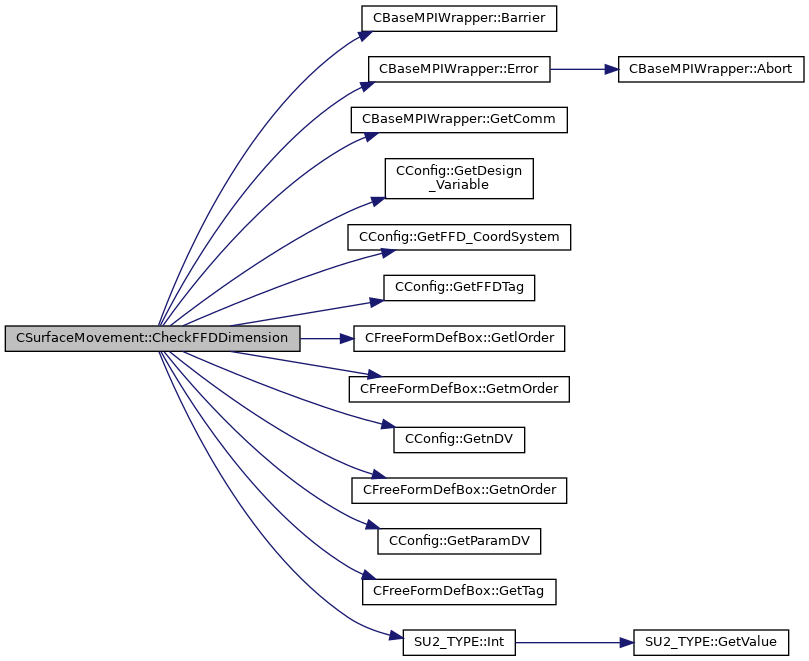 CBaseMPIWrapper::Barrier
CBaseMPIWrapper::Error
CBaseMPIWrapper::Abort
CBaseMPIWrapper::GetComm
CConfig::GetDesign
_Variable
CConfig::GetFFD_CoordSystem
CConfig::GetFFDTag
CSurfaceMovement::CheckFFDDimension
CFreeFormDefBox::GetlOrder
CFreeFormDefBox::GetmOrder
CConfig::GetnDV
CFreeFormDefBox::GetnOrder
CConfig::GetParamDV
CFreeFormDefBox::GetTag
SU2_TYPE::Int
SU2_TYPE::GetValue